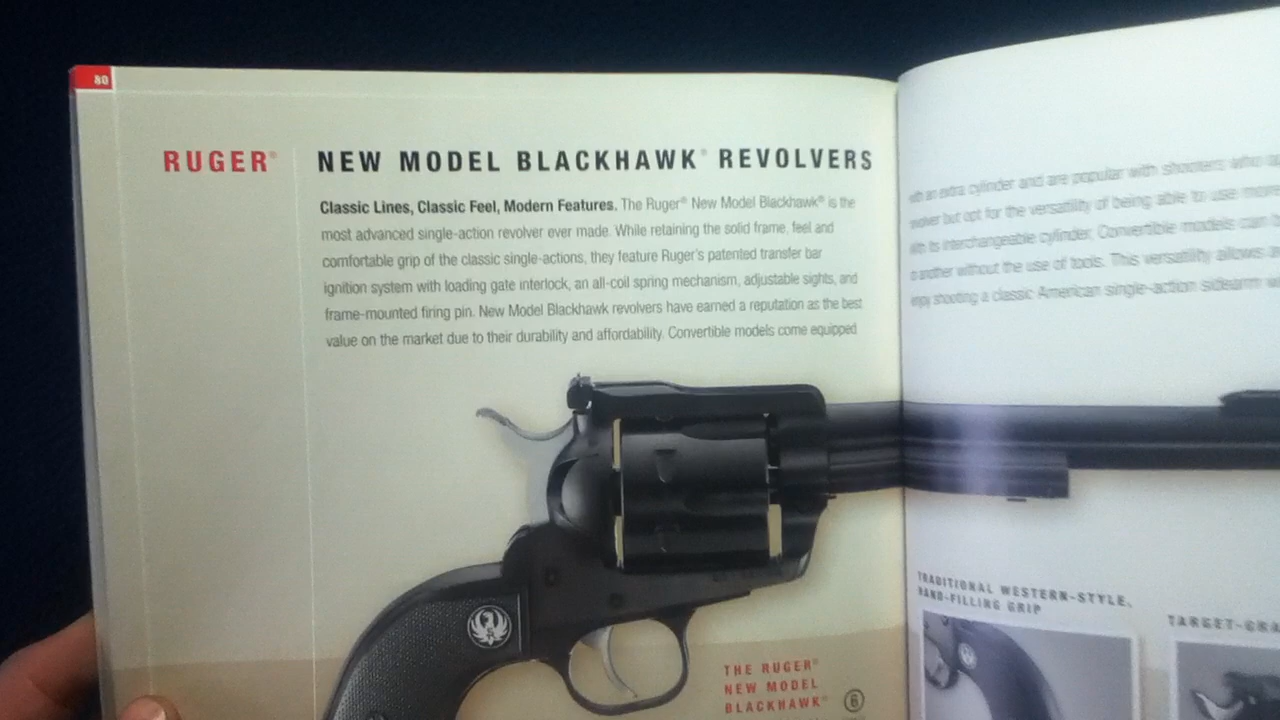 80
RUGER® NEW MODEL BLACKHAWK® REVOLVERS
Classic Lines, Classic Feel, Modern Features. The Ruger® New Model Blackhawk® is the
most advanced single-action revolver ever made. While retaining the solid frame, feel and
comfortable grip of the classic single-actions, they feature Ruger's patented transfer bar
ignition system with loading gate interlock, an all-coil spring mechanism, adjustable sights, and
frame-mounted firing pin. New Model Blackhawk revolvers have earned a reputation as the best
value on the market due to their durability and affordability. Convertible models come equipped
THE RUGER®
NEW MODEL
BLACKHAWK®
6
an extra cylinder and are popular with shooters who
but opt for the versatility of being able to use more
its interchangeable cylinder. Convertible models can
another without the use of tools. This versatility allows
enjoy shooting a classic American single-action sidearm
TRADITIONAL WESTERN-STYLE,
HAND-FILLING GRIP
TARGET-GRA